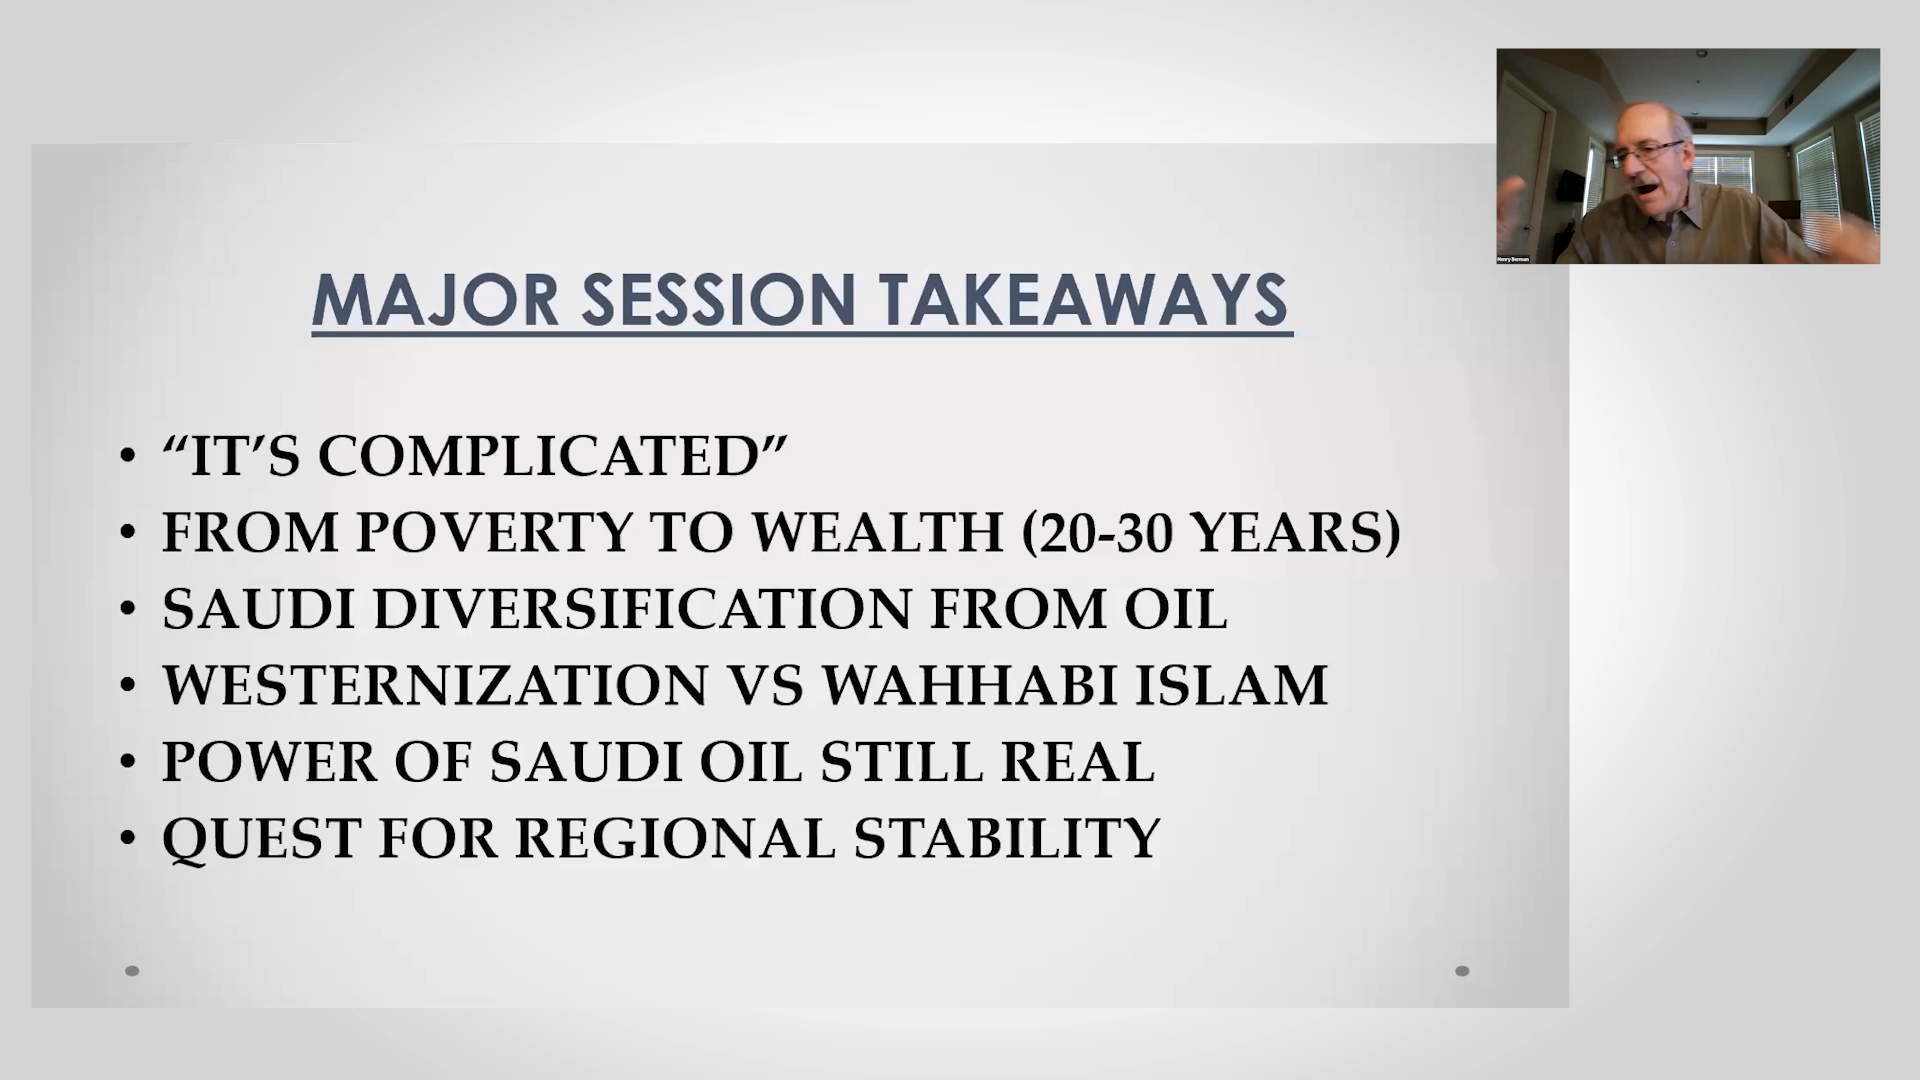 Henry Berman
MAJOR SESSION TAKEAWAYS
• “IT’S COMPLICATED”
• FROM POVERTY TO WEALTH (20-30 YEARS)
• SAUDI DIVERSIFICATION FROM OIL
• WESTERNIZATION VS WAHHABI ISLAM
• POWER OF SAUDI OIL STILL REAL
• QUEST FOR REGIONAL STABILITY